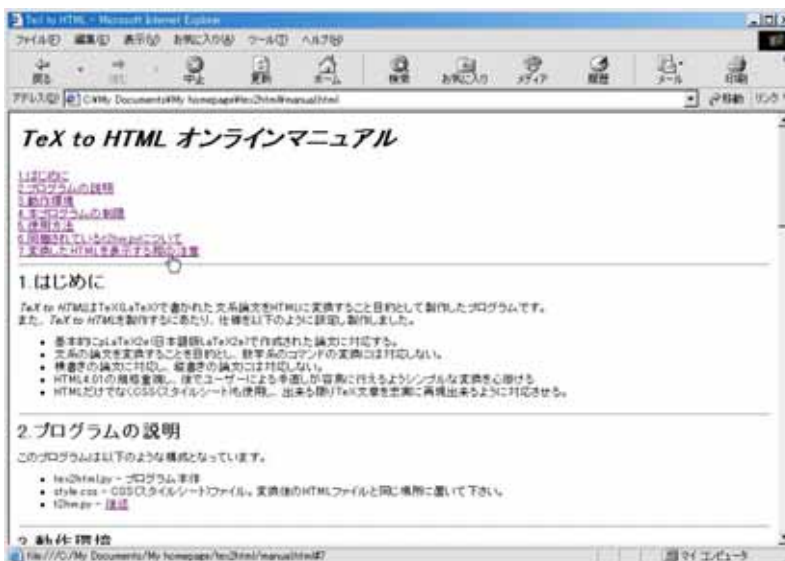 TeX to HTML - Microsoft Internet Explorer
ファイル(F) 編集(E) 表示(V) お気に入り(A) ツール(T) ヘルプ(H)
戻る 中止 更新 ホーム 検索 お気に入り メディア 履歴 メール 印刷
アドレス(D) C:¥My Documents¥My homepage¥tex2html¥manual.html 移動 リンク
TeX to HTML オンラインマニュアル
1.はじめに
2.プログラムの説明
3.動作環境
4.本プログラムの制限
5.使用方法
6.同梱されているt2hm.pyについて
7.変換したHTMLを表示する際の注意
1.はじめに
TeX to HTMLはTeX(LaTeX)で書かれた文系論文をHTMLに変換すること目的として製作したプログラムです。
また、TeX to HTMLを製作するにあたり、仕様を以下のように設定し、製作しました。
• 基本的にpLaTeX2e(日本語版LaTeX2e)で作成された論文に対応する。
• 文系の論文を変換することを目的とし、数学系のコマンドの変換には対応しない。
• 横書きの論文に対応し、縦書きの論文には対応しない。
• HTML4.01の規格重視し、後でユーザーによる手直しが容易に行えるようシンプルな変換を心掛ける
• HTMLだけでなくCSS(スタイルシート)も使用し、出来る限りTeX文章を忠実に再現出来るように対応させる。
2.プログラムの説明
このプログラムは以下のような構成となっています。
• tex2html.py - プログラム本体
• style.css - CSS(スタイルシート)ファイル。変換後のHTMLファイルと同じ場所に置いて下さい。
• t2hm.py - 後述
3.動作環境
file:///C:/My Documents/My homepage/tex2html/manual.html#7 マイ コンピュータ